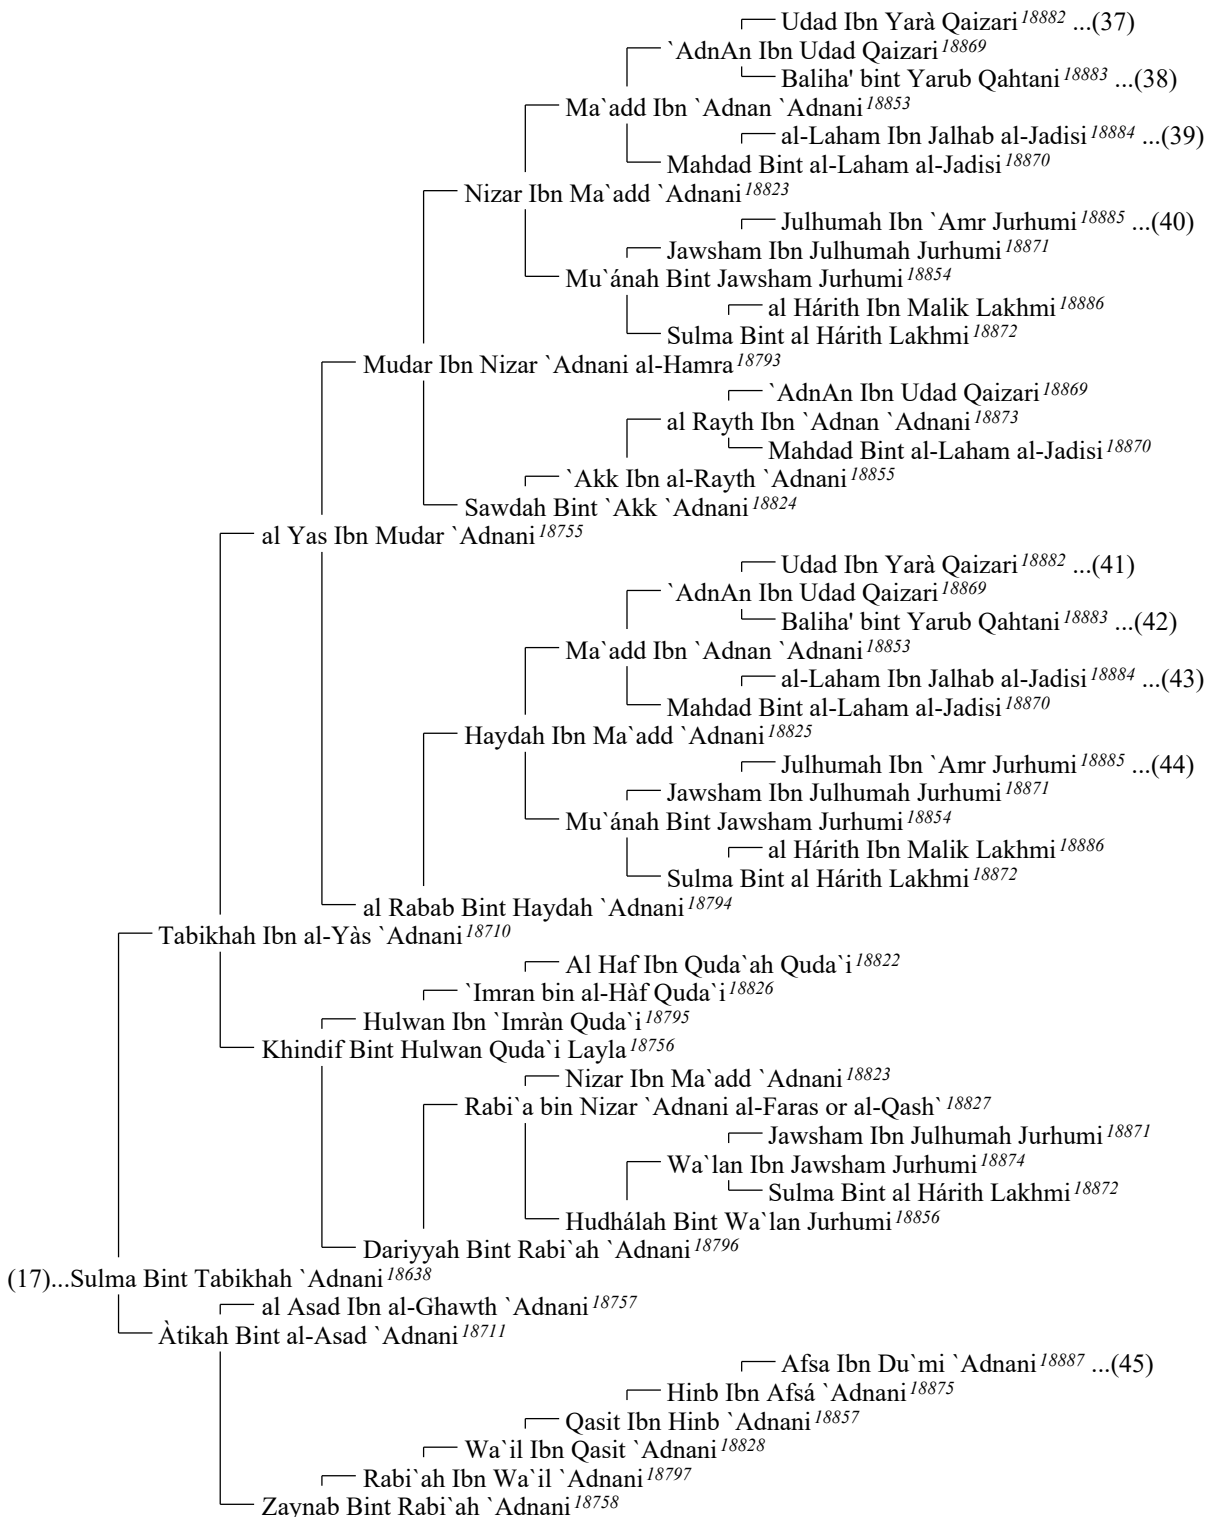 Udad Ibn Yarà Qaizari 18882 ...(37)
`AdnAn Ibn Udad Qaizari 18869
Baliha' bint Yarub Qahtani 18883 ...(38)
Ma`add Ibn `Adnan `Adnani 18853
al-Laham Ibn Jalhab al-Jadisi 18884 ...(39)
Mahdad Bint al-Laham al-Jadisi 18870
Nizar Ibn Ma`add `Adnani 18823
Julhumah Ibn `Amr Jurhumi 18885 ...(40)
Jawsham Ibn Julhumah Jurhumi 18871
Mu`ánah Bint Jawsham Jurhumi 18854
al Hárith Ibn Malik Lakhmi 18886
Sulma Bint al Hárith Lakhmi 18872
Mudar Ibn Nizar `Adnani al-Hamra 18793
`AdnAn Ibn Udad Qaizari 18869
al Rayth Ibn `Adnan `Adnani 18873
Mahdad Bint al-Laham al-Jadisi 18870
`Akk Ibn al-Rayth `Adnani 18855
Sawdah Bint `Akk `Adnani 18824
al Yas Ibn Mudar `Adnani 18755
Udad Ibn Yarà Qaizari 18882 ...(41)
`AdnAn Ibn Udad Qaizari 18869
Baliha' bint Yarub Qahtani 18883 ...(42)
Ma`add Ibn `Adnan `Adnani 18853
al-Laham Ibn Jalhab al-Jadisi 18884 ...(43)
Mahdad Bint al-Laham al-Jadisi 18870
Haydah Ibn Ma`add `Adnani 18825
Julhumah Ibn `Amr Jurhumi 18885 ...(44)
Jawsham Ibn Julhumah Jurhumi 18871
Mu`ánah Bint Jawsham Jurhumi 18854
al Hárith Ibn Malik Lakhmi 18886
Sulma Bint al Hárith Lakhmi 18872
al Rabab Bint Haydah `Adnani 18794
Tabikhah Ibn al-Yàs `Adnani 18710
Al Haf Ibn Quda`ah Quda`i 18822
`Imran bin al-Hàf Quda`i 18826
Hulwan Ibn `Imràn Quda`i 18795
Khindif Bint Hulwan Quda`i Layla 18756
Nizar Ibn Ma`add `Adnani 18823
Rabi`a bin Nizar `Adnani al-Faras or al-Qash` 18827
Jawsham Ibn Julhumah Jurhumi 18871
Wa`lan Ibn Jawsham Jurhumi 18874
Sulma Bint al Hárith Lakhmi 18872
Hudhálah Bint Wa`lan Jurhumi 18856
Dariyyah Bint Rabi`ah `Adnani 18796
(17)...Sulma Bint Tabikhah `Adnani 18638
al Asad Ibn al-Ghawth `Adnani 18757
Àtikah Bint al-Asad `Adnani 18711
Afsa Ibn Du`mi `Adnani 18887 ...(45)
Hinb Ibn Afsá `Adnani 18875
Qasit Ibn Hinb `Adnani 18857
Wa`il Ibn Qasit `Adnani 18828
Rabi`ah Ibn Wa`il `Adnani 18797
Zaynab Bint Rabi`ah `Adnani 18758